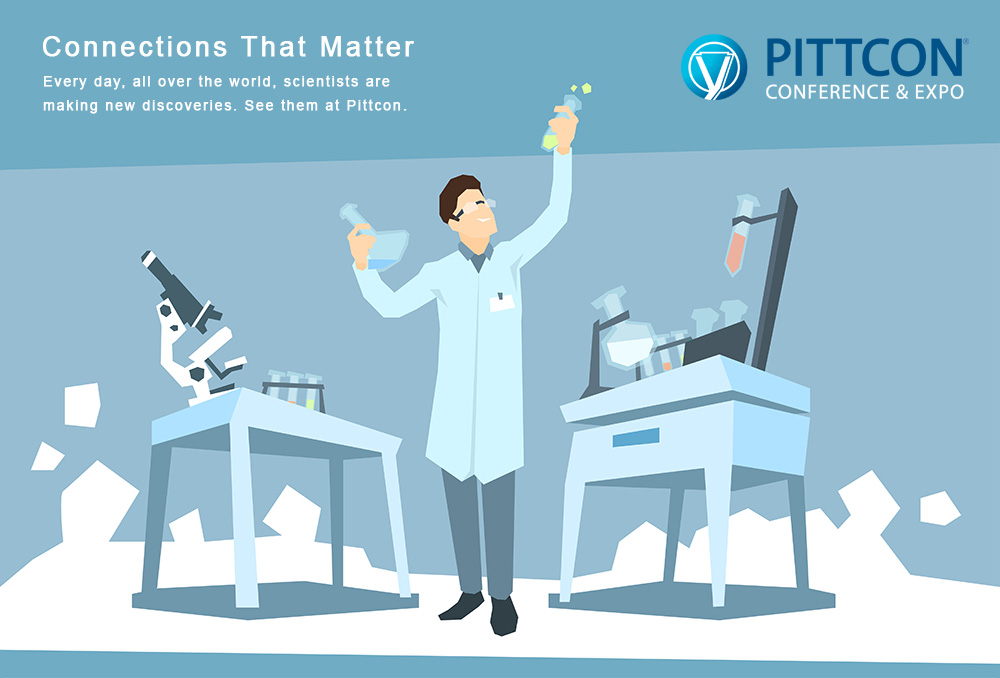 Connections That Matter
Every day, all over the world, scientists are
making new discoveries. See them at Pittcon.
PITTCON®
CONFERENCE & EXPO